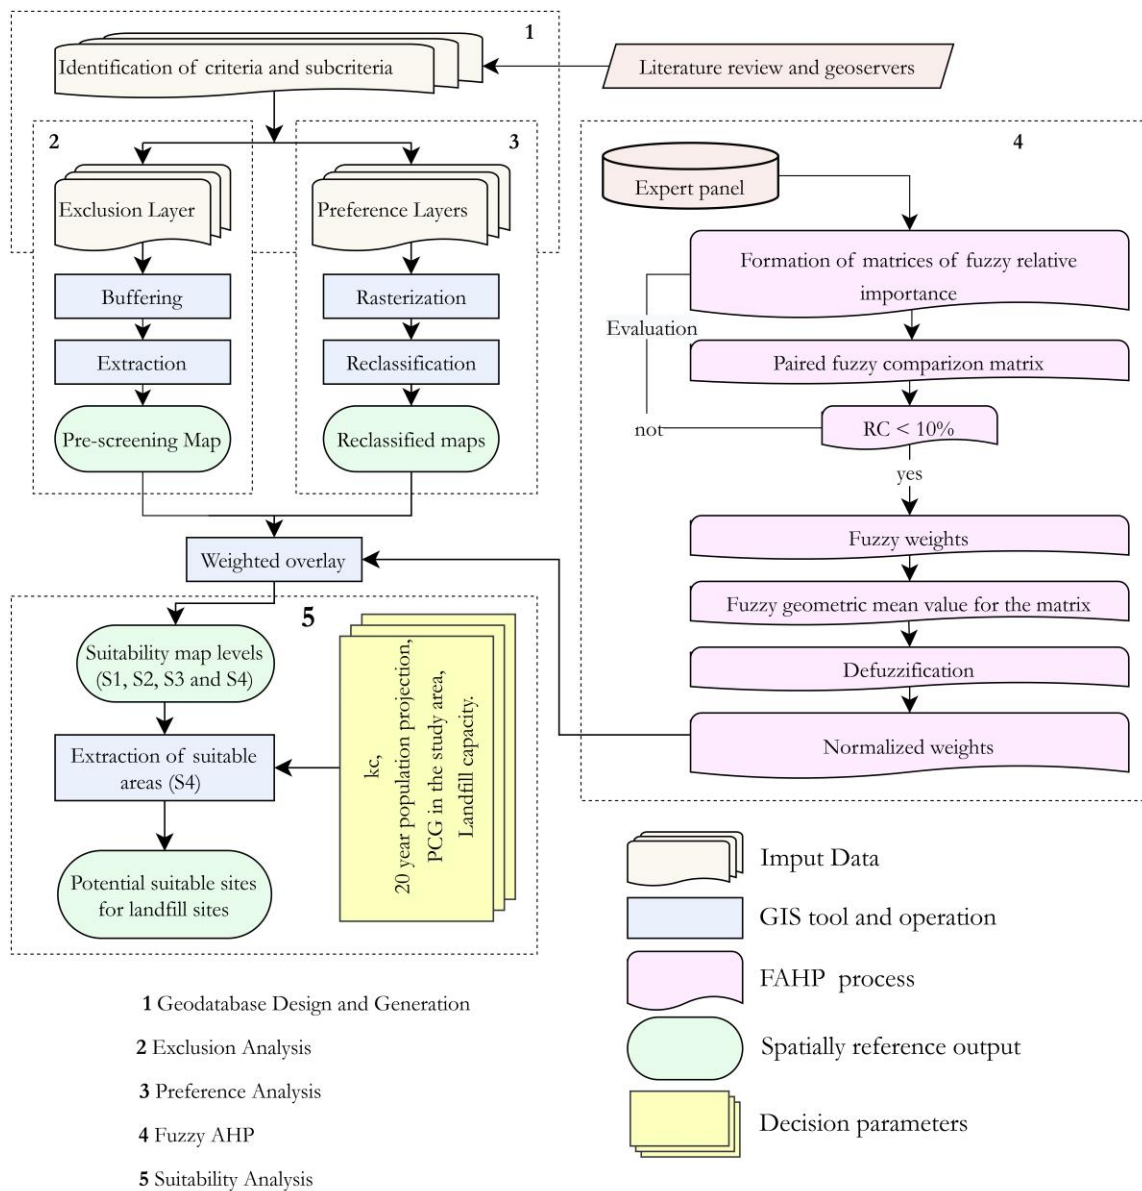 1
Identification of criteria and subcriteria
Literature review and geoservers
2
Exclusion Layer
Buffering
Extraction
Pre-screening Map
3
Preference Layers
Rasterization
Reclassification
Reclassified maps
Weighted overlay
4
Expert panel
Formation of matrices of fuzzy relative
importance
Evaluation
Paired fuzzy comparizon matrix
RC < 10%
not
yes
Fuzzy weights
Fuzzy geometric mean value for the matrix
Defuzzification
Normalized weights
5
Suitability map levels
(S1, S2, S3 and S4)
Extraction of suitable
areas (S4)
Potential suitable sites
for landfill sites
kc,
20 year population projection,
PCG in the study area,
Landfill capacity.
Imput Data
GIS tool and operation
FAHP process
Spatially reference output
Decision parameters
1 Geodatabase Design and Generation
2 Exclusion Analysis
3 Preference Analysis
4 Fuzzy AHP
5 Suitability Analysis